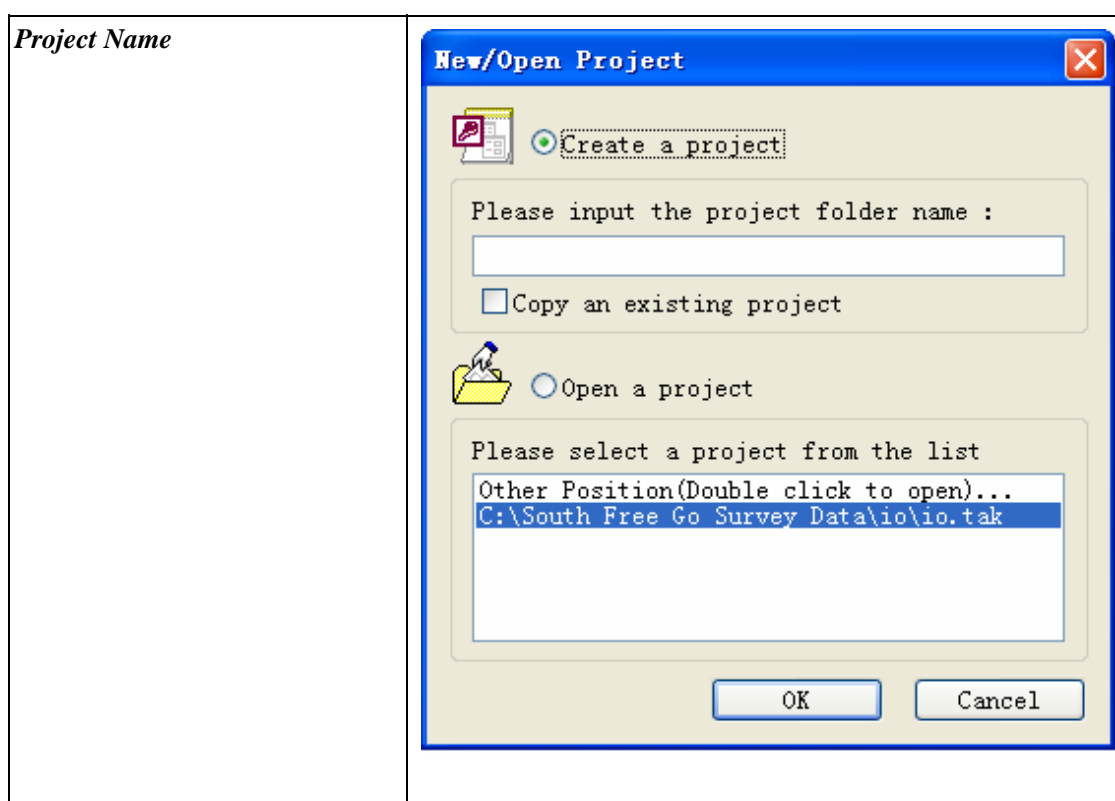 Project Name
New/Open Project
Create a project
Please input the project folder name :
Copy an existing project
Open a project
Please select a project from the list
Other Position(Double click to open)...
C:\South Free Go Survey Data\io\io.tak
OK
Cancel